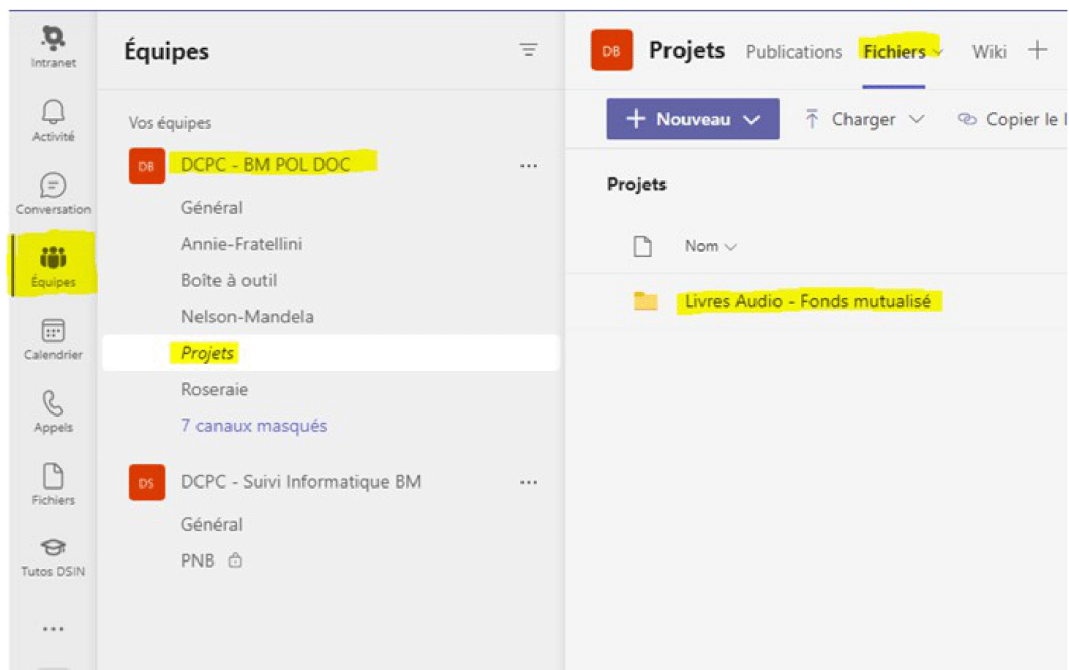 Intranet
Activité
Conversation
Équipes
Calendrier
Appels
Fichiers
Tutos DSIN
...
Équipes
Vos équipes
DB DCPC - BM POL DOC ...
Général
Annie-Fratellini
Boîte à outil
Nelson-Mandela
Projets
Roseraie
7 canaux masqués
DS DCPC - Suivi Informatique BM ...
Général
PNB
DB Projets Publications Fichiers Wiki +
+ Nouveau Charger Copier le l
Projets
Nom
Livres Audio - Fonds mutualisé